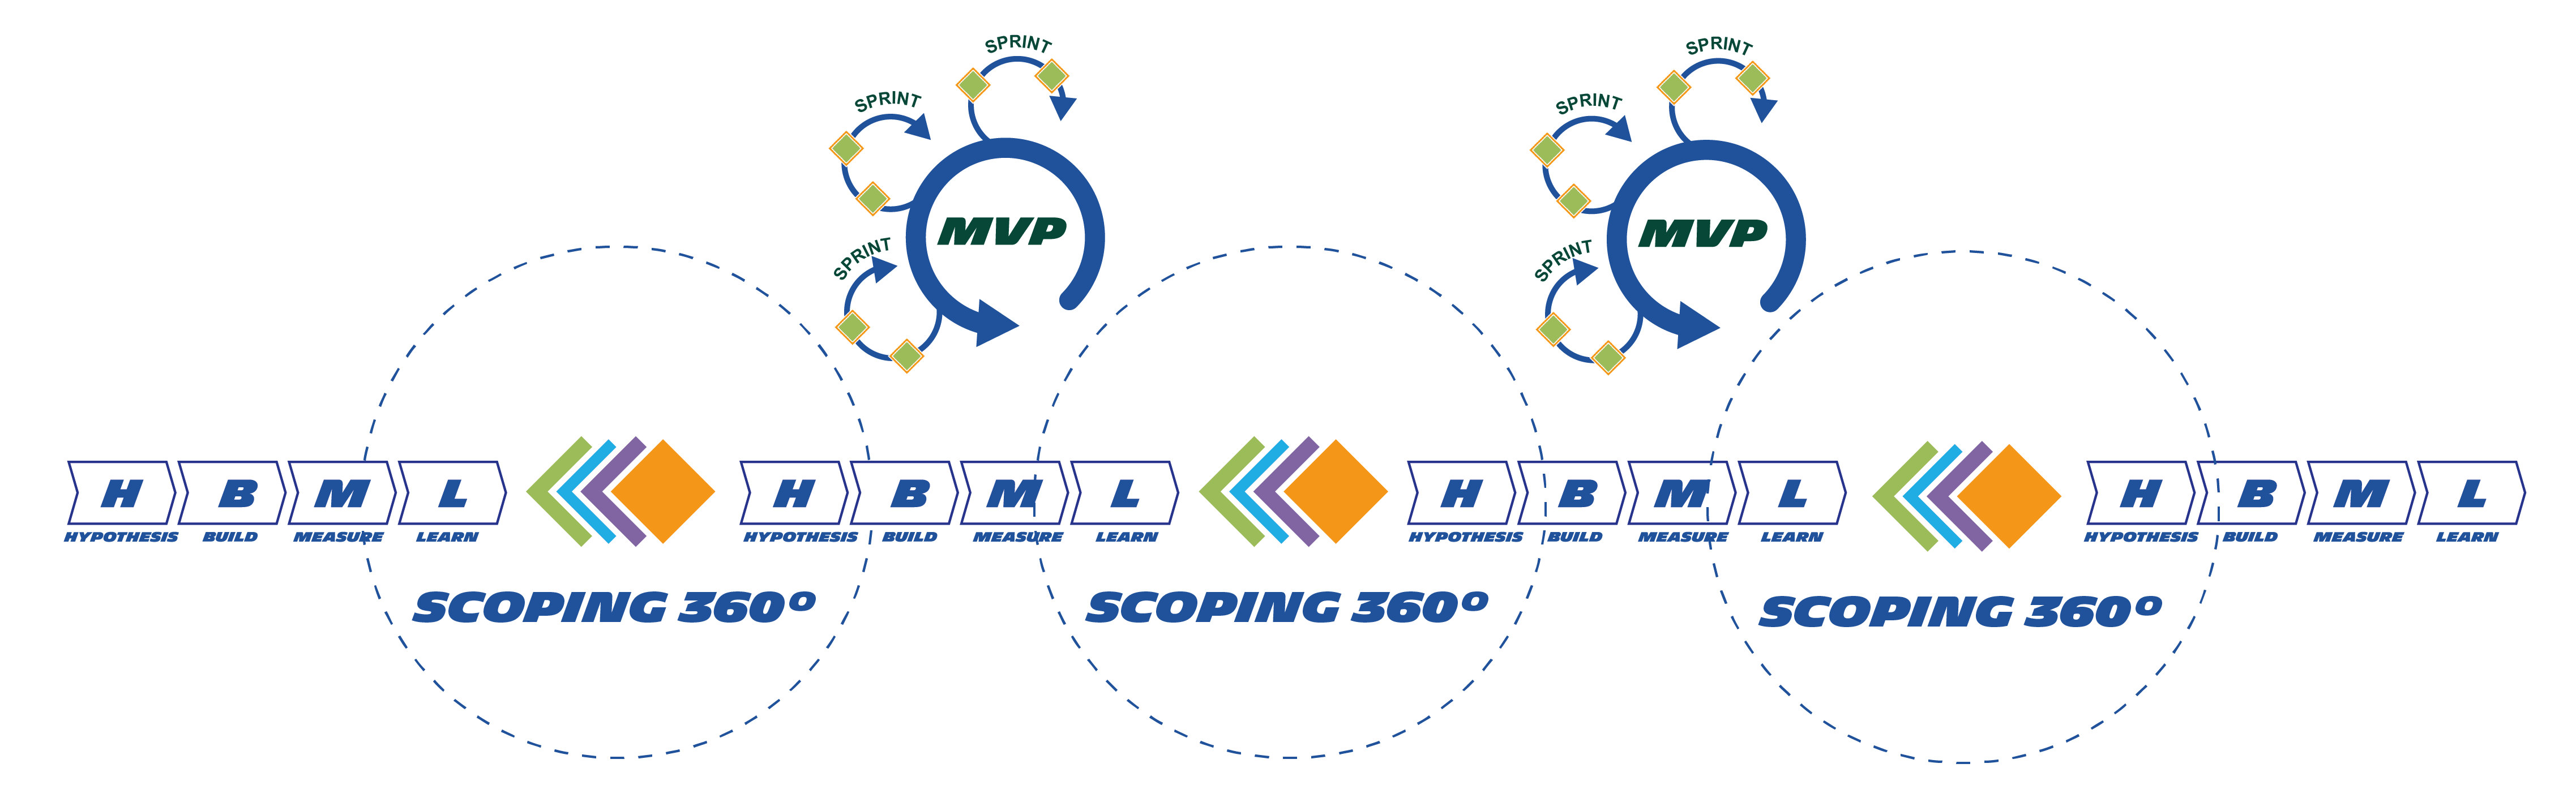 SPRINT
SPRINT
SPRINT
MVP
SPRINT
SPRINT
SPRINT
MVP
H B M L
HYPOTHESIS BUILD MEASURE LEARN
H B M L
HYPOTHESIS BUILD MEASURE LEARN
H B M L
HYPOTHESIS BUILD MEASURE LEARN
H B M L
HYPOTHESIS BUILD MEASURE LEARN
SCOPING 360º
SCOPING 360º
SCOPING 360º